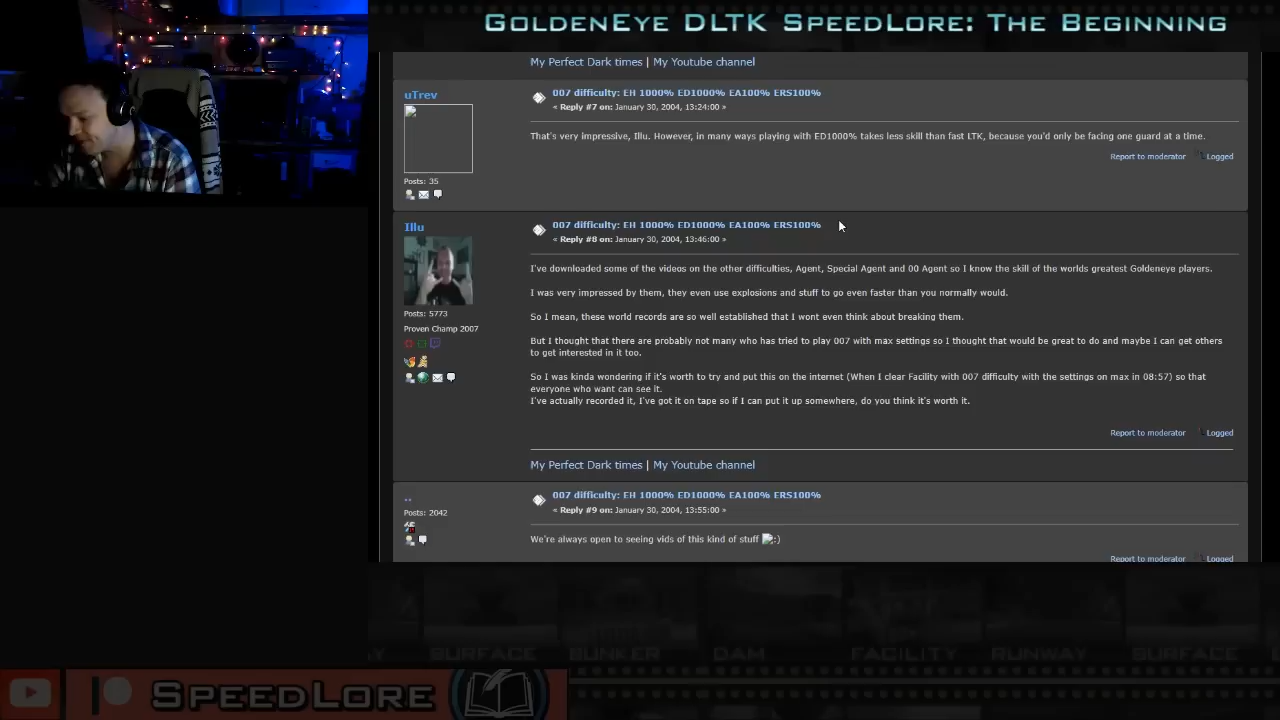 GOLDENEYE DLTK SPEEDLORE: THE BEGINNING
My Perfect Dark times | My Youtube channel
uTrev
007 difficulty: EH 1000% ED1000% EA100% ERS100%
« Reply #7 on: January 30, 2004, 13:24:00 »
That's very impressive, Illu. However, in many ways playing with ED1000% takes less skill than fast LTK, because you'd only be facing one guard at a time.
Report to moderator Logged
Posts: 35
Illu
007 difficulty: EH 1000% ED1000% EA100% ERS100%
« Reply #8 on: January 30, 2004, 13:46:00 »
I've downloaded some of the videos on the other difficulties, Agent, Special Agent and 00 Agent so I know the skill of the worlds greatest Goldeneye players.
I was very impressed by them, they even use explosions and stuff to go even faster than you normally would.
Posts: 5773
So I mean, these world records are so well established that I wont even think about breaking them.
Proven Champ 2007
But I thought that there are probably not many who has tried to play 007 with max settings so I thought that would be great to do and maybe I can get others
to get interested in it too.
So I was kinda wondering if it's worth to try and put this on the internet (When I clear Facility with 007 difficulty with the settings on max in 08:57) so that
everyone who want can see it.
I've actually recorded it, I've got it on tape so if I can put it up somewhere, do you think it's worth it.
Report to moderator Logged
My Perfect Dark times | My Youtube channel
..
007 difficulty: EH 1000% ED1000% EA100% ERS100%
Posts: 2042
« Reply #9 on: January 30, 2004, 13:55:00 »
We're always open to seeing vids of this kind of stuff :)
Report to moderator Logged
SURFACE BUNKER DAM FACILITY RUNWAY SURFACE
SPEEDLORE